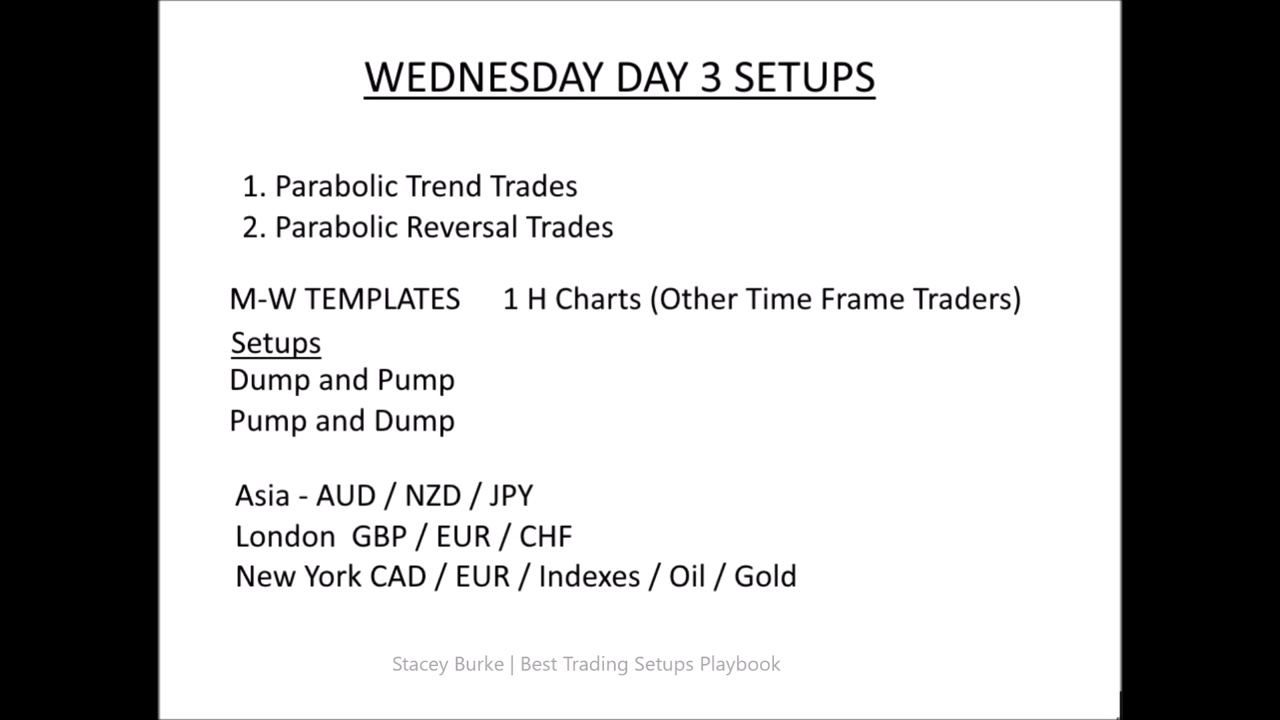 WEDNESDAY DAY 3 SETUPS
1. Parabolic Trend Trades
2. Parabolic Reversal Trades
M-W TEMPLATES 1 H Charts (Other Time Frame Traders)
Setups
Dump and Pump
Pump and Dump
Asia - AUD / NZD / JPY
London GBP / EUR / CHF
New York CAD / EUR / Indexes / Oil / Gold
Stacey Burke | Best Trading Setups Playbook